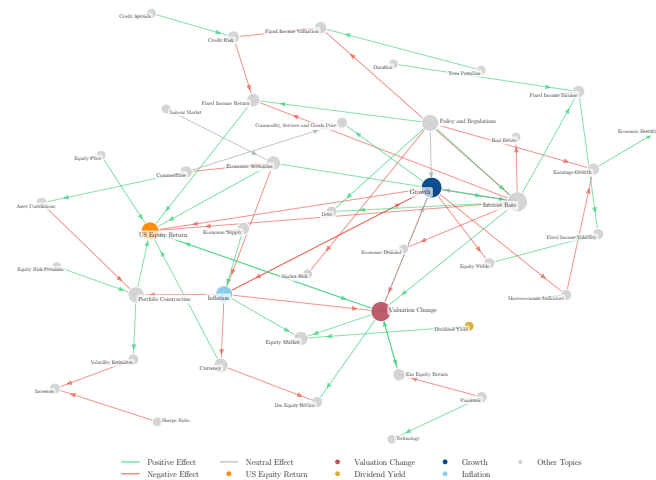 Credit Spreads
Fixed Income Valuation
Credit Risk
Duration
Term Premium
Fixed Income Income
Fixed Income Return
Labour Market
Commodity, Services and Goods Price
Policy and Regulations
Real Estate
Equity Price
Economic Scenarios
Commodities
Earnings Growth
Growth
Asset Correlations
Interest Rate
Debt
US Equity Return
Economic Supply
Fixed Income Volatility
Economic Demand
Equity Risk Premium
Equity Yields
Market Risk
Portfolio Construction
Inflation
Macroeconomic Indicators
Valuation Change
Dividend Yield
Equity Market
Volatility Estimates
Currency
Em Equity Return
Investors
Dm Equity Return
Pandemic
Sharpe Ratio
Technology
Positive Effect
Neutral Effect
Valuation Change
Growth
Other Topics
Negative Effect
US Equity Return
Dividend Yield
Inflation